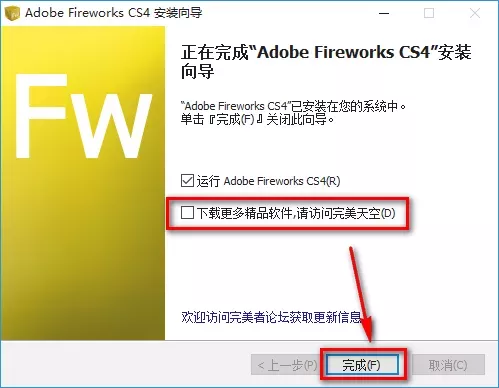 Adobe Fireworks CS4 安装向导
Fw
正在完成“Adobe Fireworks CS4”安装
向导
“Adobe Fireworks CS4”已安装在您的系统中。
单击『完成(F)』关闭此向导。
运行 Adobe Fireworks CS4(R)
下载更多精品软件,请访问完美天空(D)
欢迎访问完美者论坛获取更新信息
< 上一步(P)
完成(F)
取消(C)